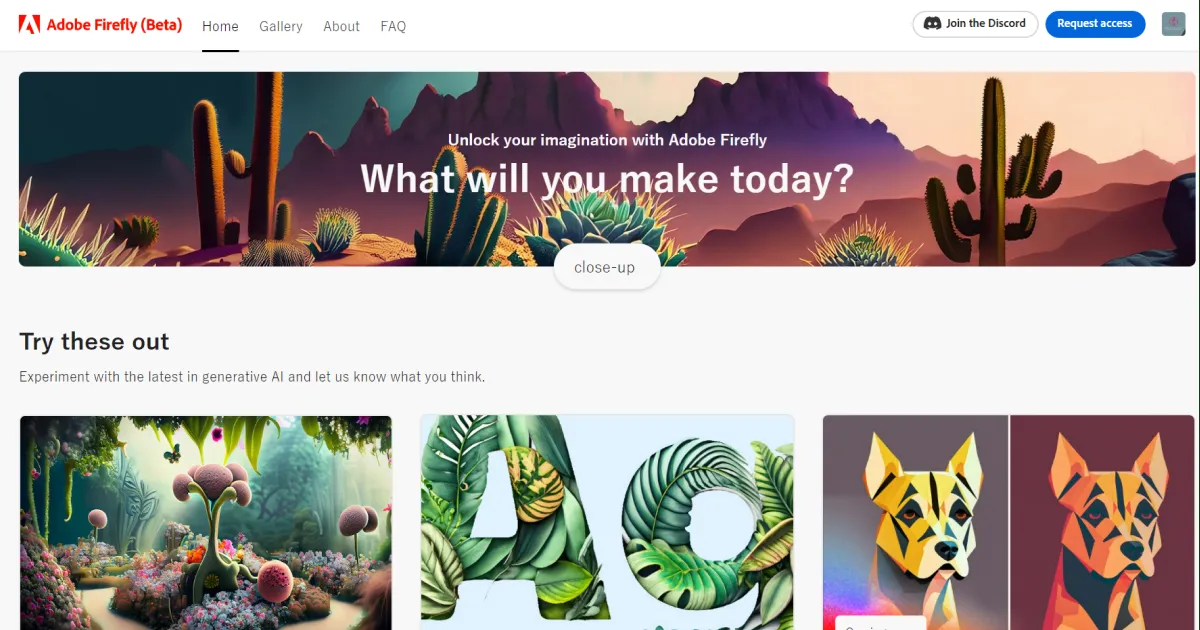 Adobe Firefly (Beta)
Home
Gallery
About
FAQ
Join the Discord
Request access
Unlock your imagination with Adobe Firefly
What will you make today?
close-up
Try these out
Experiment with the latest in generative AI and let us know what you think.
Ag